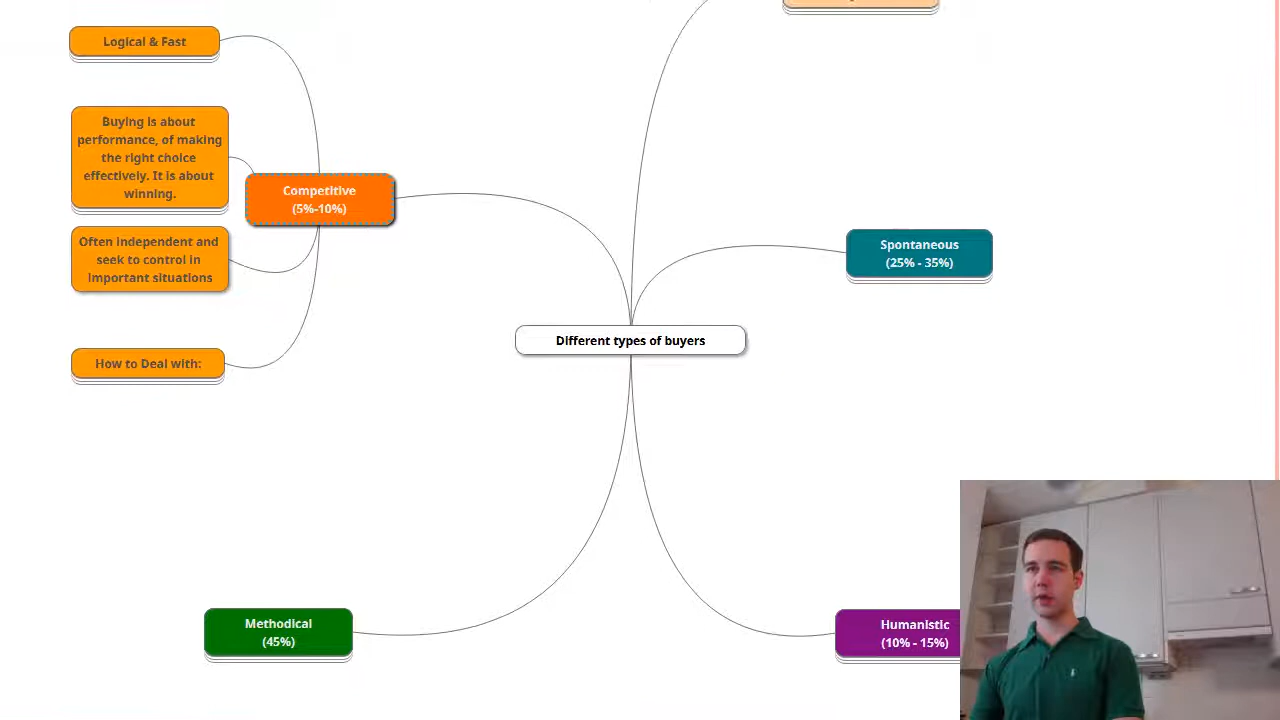 Logical & Fast
Buying is about
performance, of making
the right choice
effectively. It is about
winning.
Competitive
(5%-10%)
Often independent and
seek to control in
important situations
How to Deal with:
Spontaneous
(25% - 35%)
Different types of buyers
Methodical
(45%)
Humanistic
(10% - 15%)